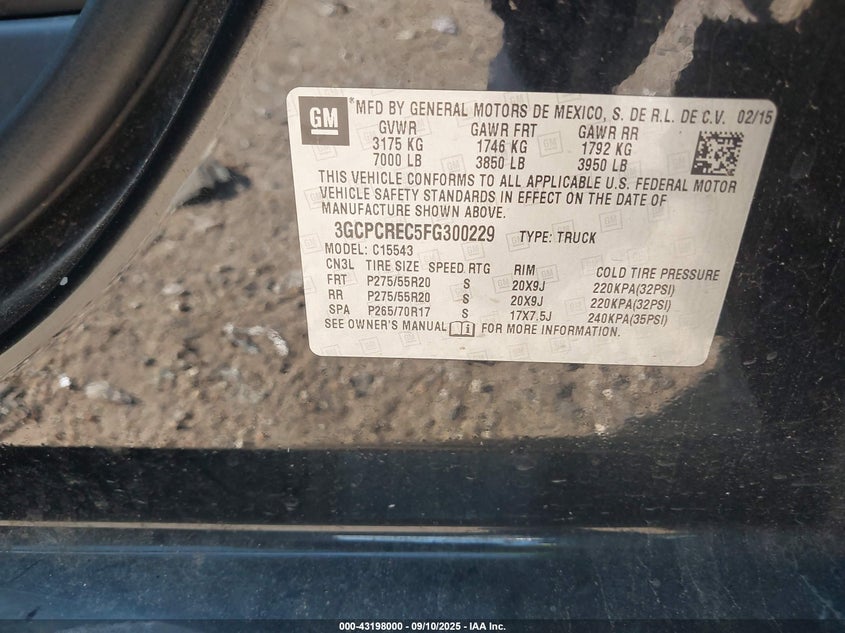 GM *MFD BY GENERAL MOTORS DE MEXICO, S. DE R.L. DE C.V. 02/15
GVWR GAWR FRT GAWR RR
3175 KG 1746 KG 1792 KG
7000 LB 3850 LB 3950 LB
THIS VEHICLE CONFORMS TO ALL APPLICABLE U.S. FEDERAL MOTOR
VEHICLE SAFETY STANDARDS IN EFFECT ON THE DATE OF
MANUFACTURE SHOWN ABOVE.
3GCPCREC5FG300229 TYPE: TRUCK
MODEL: C15543
CN3L TIRE SIZE SPEED RTG RIM COLD TIRE PRESSURE
FRT P275/55R20 S 20X9J 220KPA(32PSI)
RR P275/55R20 S 20X9J 220KPA(32PSI)
SPA P265/70R17 S 17X7.5J 240KPA(35PSI)
SEE OWNER'S MANUAL i FOR MORE INFORMATION.
000-43198000 - 09/10/2025 - IAA Inc.